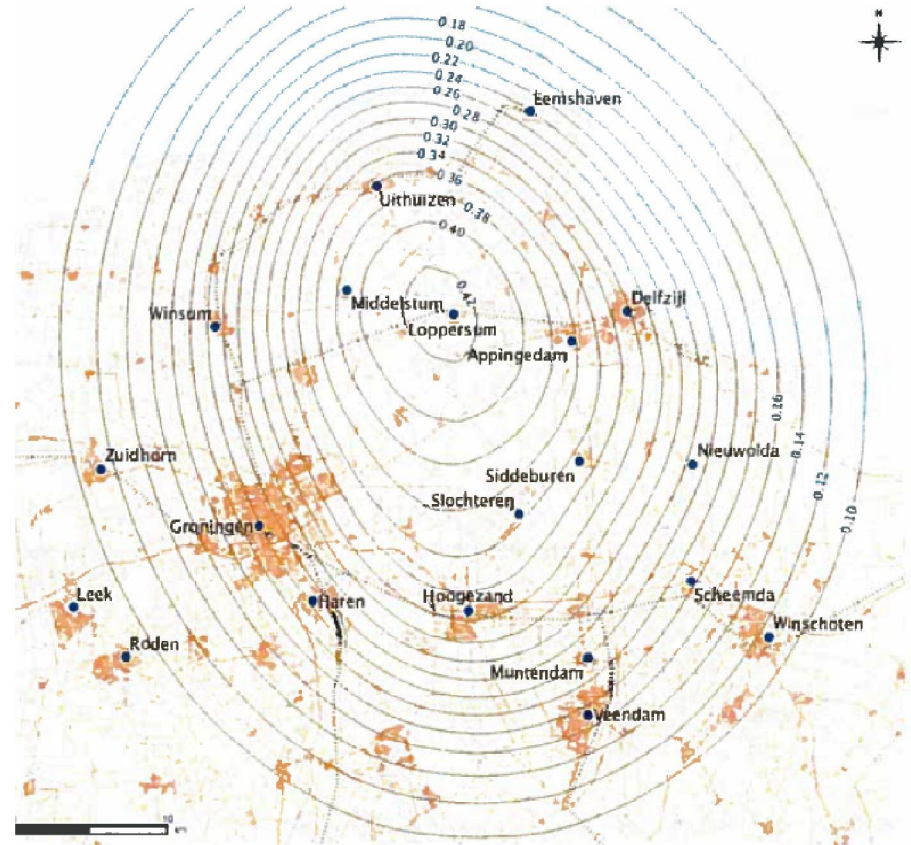 N
0.18
0.20
0.22
0.24
0.26
0.28
0.30
0.32
0.34
0.36
0.38
0.40
0.42
Eemshaven
Uithuizen
Middelstum
Winsum
Loppersum
Delfzijl
Appingedam
0.16
0.14
0.12
0.10
Zuidhorn
Nieuwolda
Siddeburen
Slochteren
Groningen
Leek
Haren
Hoogezand
Scheemda
Winschoten
Roden
Muntendam
Veendam